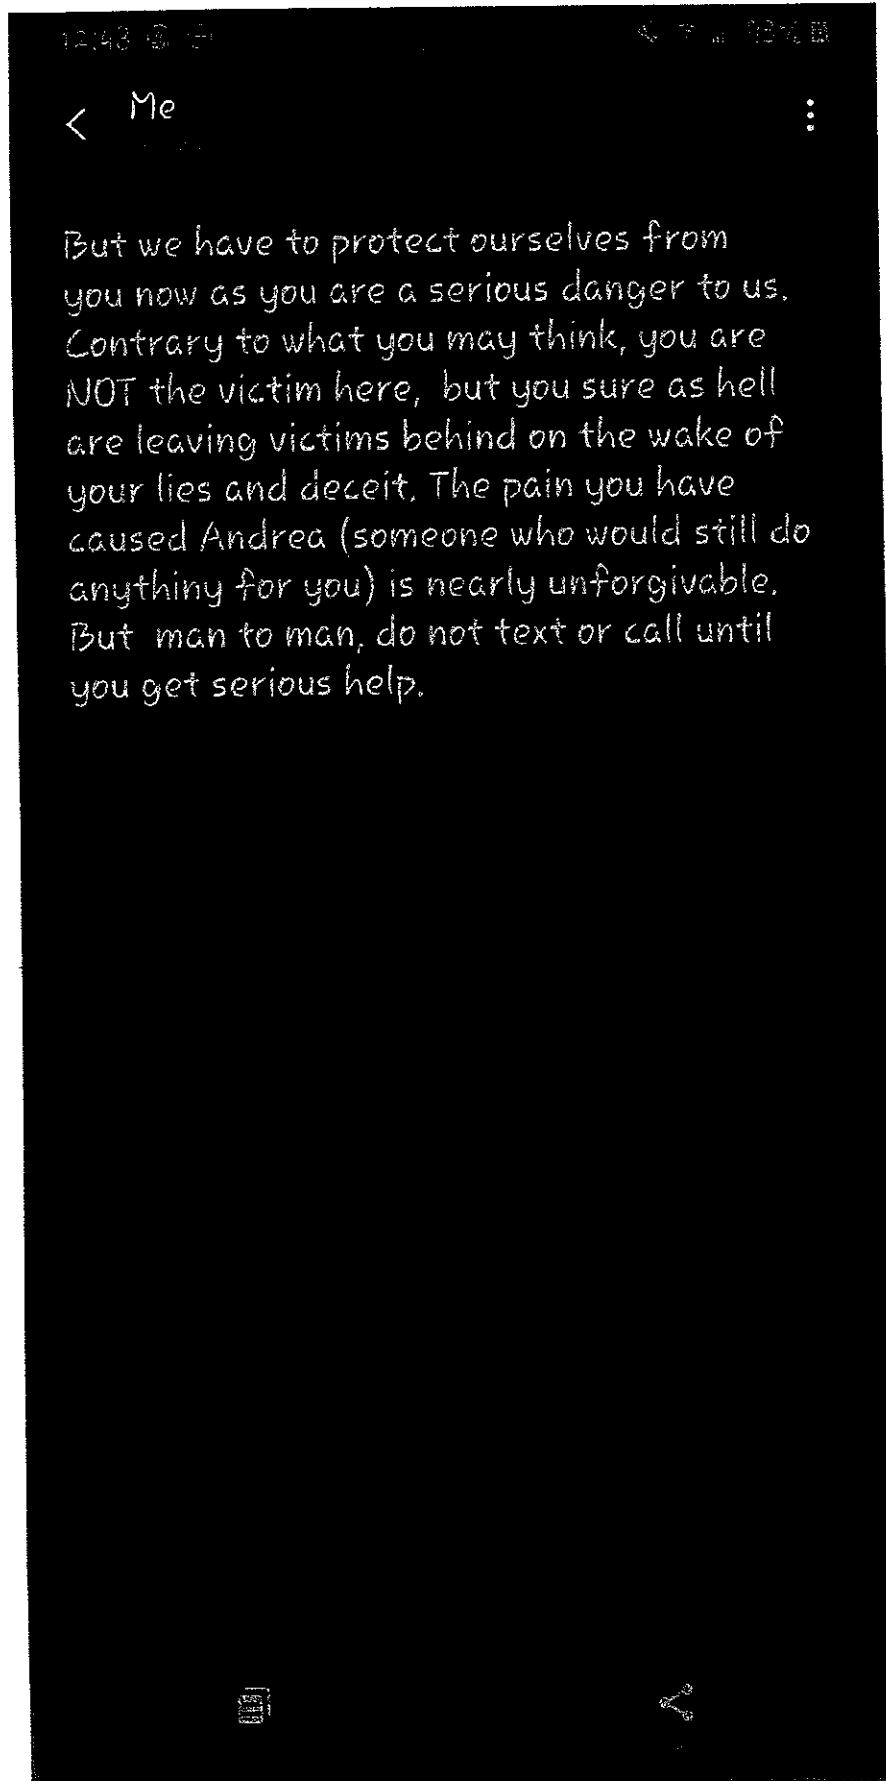 12:48
Me
But we have to protect ourselves from
you now as you are a serious danger to us.
Contrary to what you may think, you are
NOT the victim here,  but you sure as hell
are leaving victims behind on the wake of
your lies and deceit. The pain you have
caused Andrea (someone who would still do
anythiny for you) is nearly unforgivable.
But  man to man, do not text or call until
you get serious help.